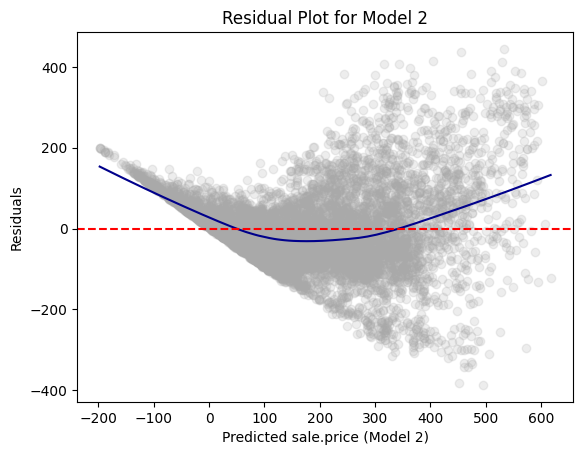 Residual Plot for Model 2
400
200
0
−200
−400
Residuals
−200 −100 0 100 200 300 400 500 600
Predicted sale.price (Model 2)